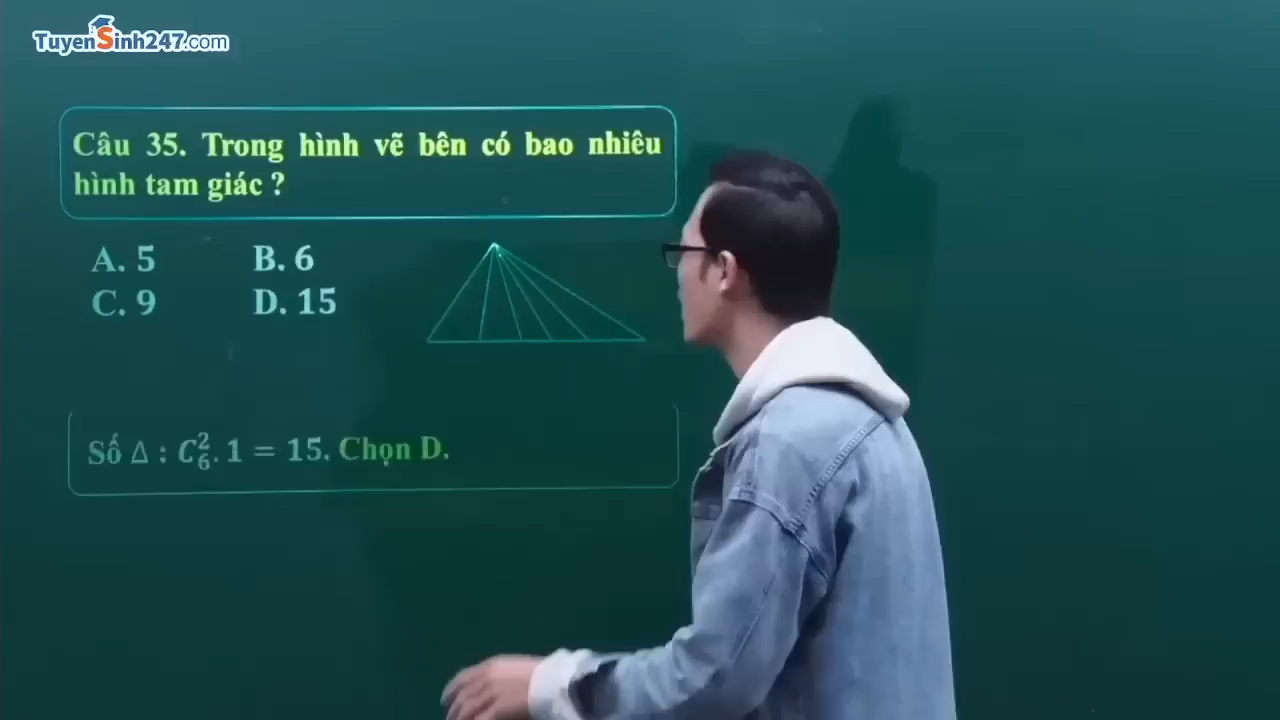 TuyenSinh247.com
Câu 35. Trong hình vẽ bên có bao nhiêu
hình tam giác ?
A. 5 B. 6
C. 9 D. 15
Số Δ : C₆². 1 = 15. Chọn D.